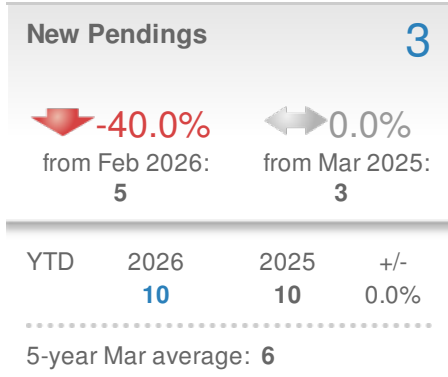 New Pendings 3
-40.0% 0.0%
from Feb 2026: from Mar 2025:
5 3
YTD 2026 2025 +/-
10 10 0.0%
5-year Mar average: 6